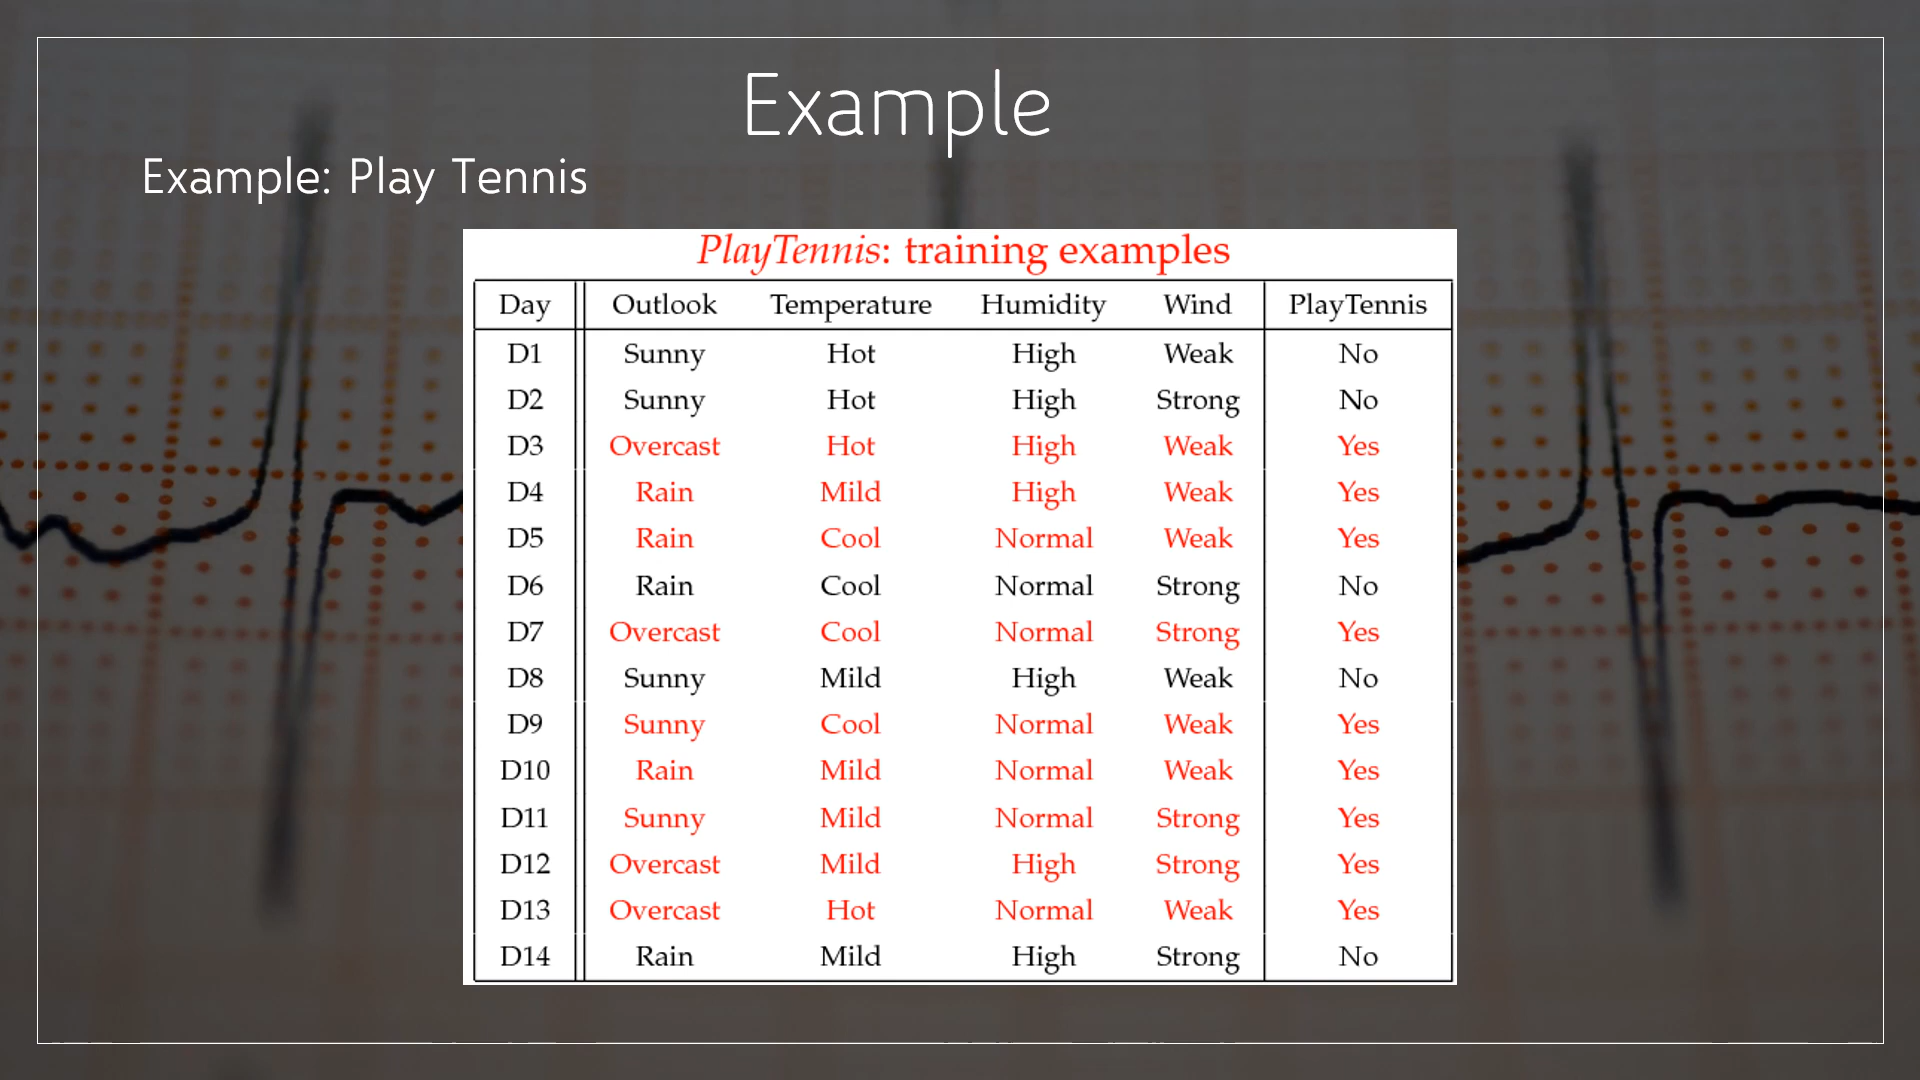 Example
Example: Play Tennis
PlayTennis: training examples
Day Outlook Temperature Humidity Wind PlayTennis
D1 Sunny Hot High Weak No
D2 Sunny Hot High Strong No
D3 Overcast Hot High Weak Yes
D4 Rain Mild High Weak Yes
D5 Rain Cool Normal Weak Yes
D6 Rain Cool Normal Strong No
D7 Overcast Cool Normal Strong Yes
D8 Sunny Mild High Weak No
D9 Sunny Cool Normal Weak Yes
D10 Rain Mild Normal Weak Yes
D11 Sunny Mild Normal Strong Yes
D12 Overcast Mild High Strong Yes
D13 Overcast Hot Normal Weak Yes
D14 Rain Mild High Strong No